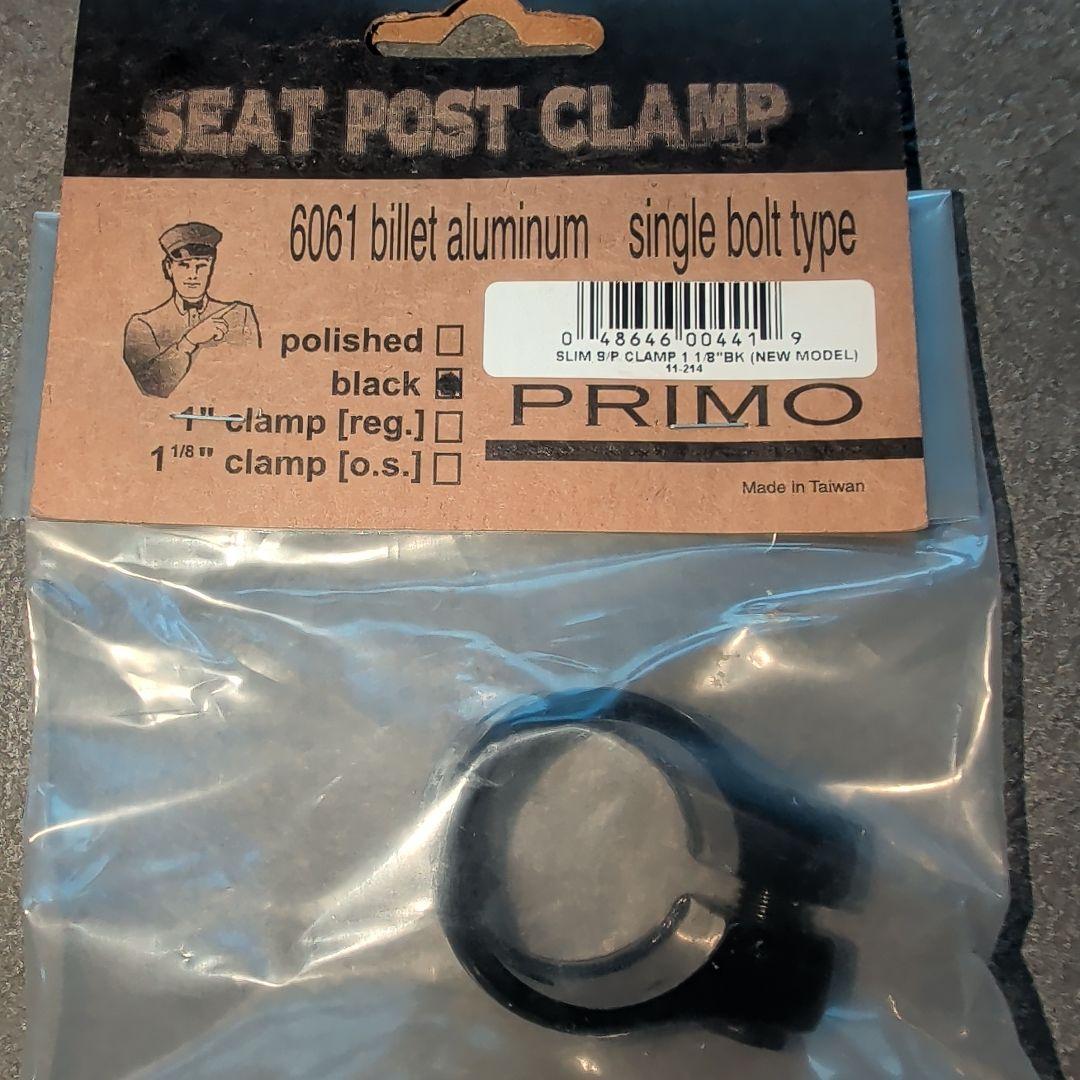 SEAT POST CLAMP
6061 billet aluminum single bolt type
0 48646 00441 9
SLIM S/P CLAMP 1 1/8"BK (NEW MODEL)
11-214
polished
black
1" clamp [reg.]
1 1/8" clamp [o.s.]
PRIMO
Made in Taiwan